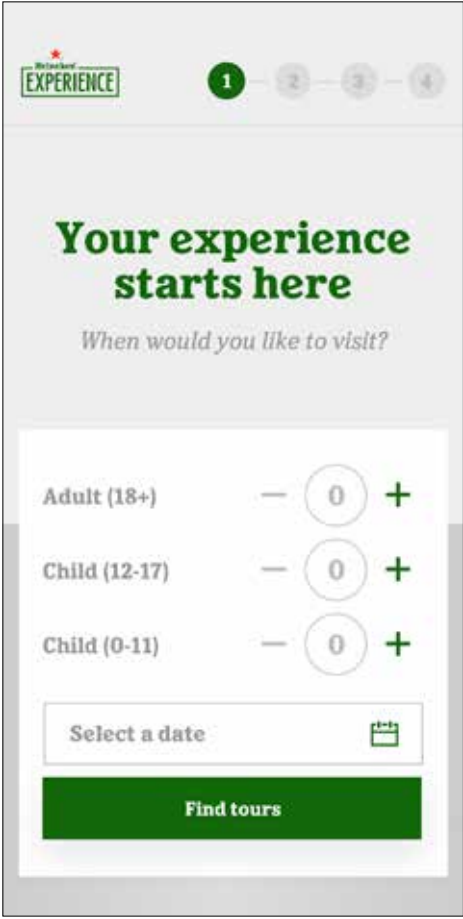 Heineken
EXPERIENCE
1 2 3 4
Your experience
starts here
When would you like to visit?
Adult (18+) − 0 +
Child (12-17) − 0 +
Child (0-11) − 0 +
Select a date
Find tours